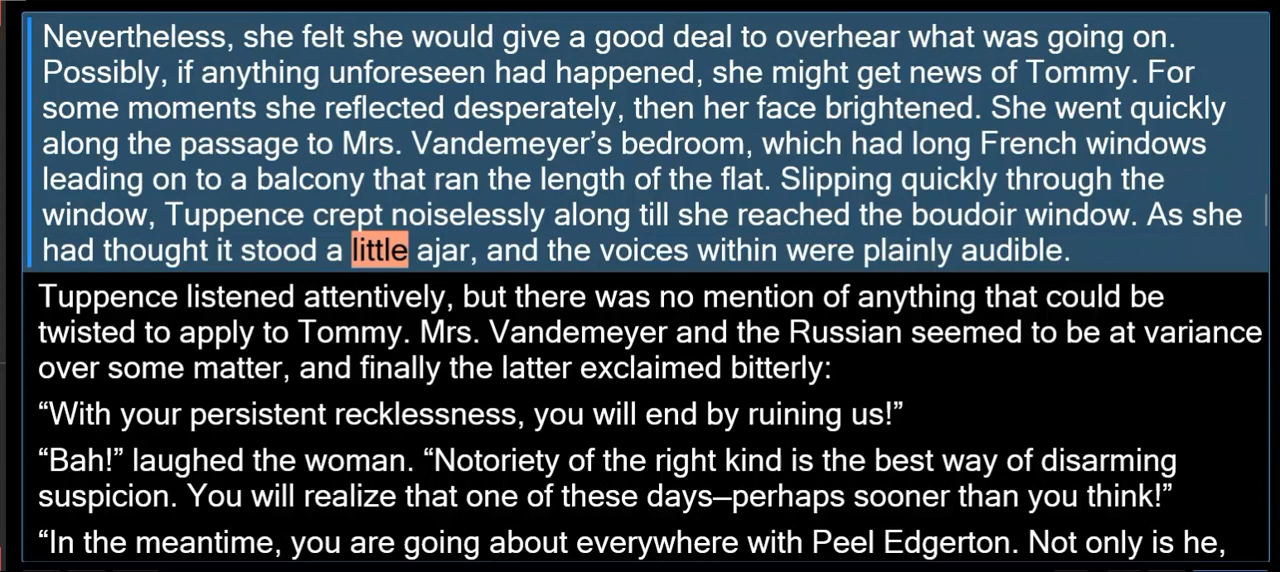 Nevertheless, she felt she would give a good deal to overhear what was going on.
Possibly, if anything unforeseen had happened, she might get news of Tommy. For
some moments she reflected desperately, then her face brightened. She went quickly
along the passage to Mrs. Vandemeyer’s bedroom, which had long French windows
leading on to a balcony that ran the length of the flat. Slipping quickly through the
window, Tuppence crept noiselessly along till she reached the boudoir window. As she
had thought it stood a little ajar, and the voices within were plainly audible.
Tuppence listened attentively, but there was no mention of anything that could be
twisted to apply to Tommy. Mrs. Vandemeyer and the Russian seemed to be at variance
over some matter, and finally the latter exclaimed bitterly:
“With your persistent recklessness, you will end by ruining us!”
“Bah!” laughed the woman. “Notoriety of the right kind is the best way of disarming
suspicion. You will realize that one of these days—perhaps sooner than you think!”
“In the meantime, you are going about everywhere with Peel Edgerton. Not only is he,